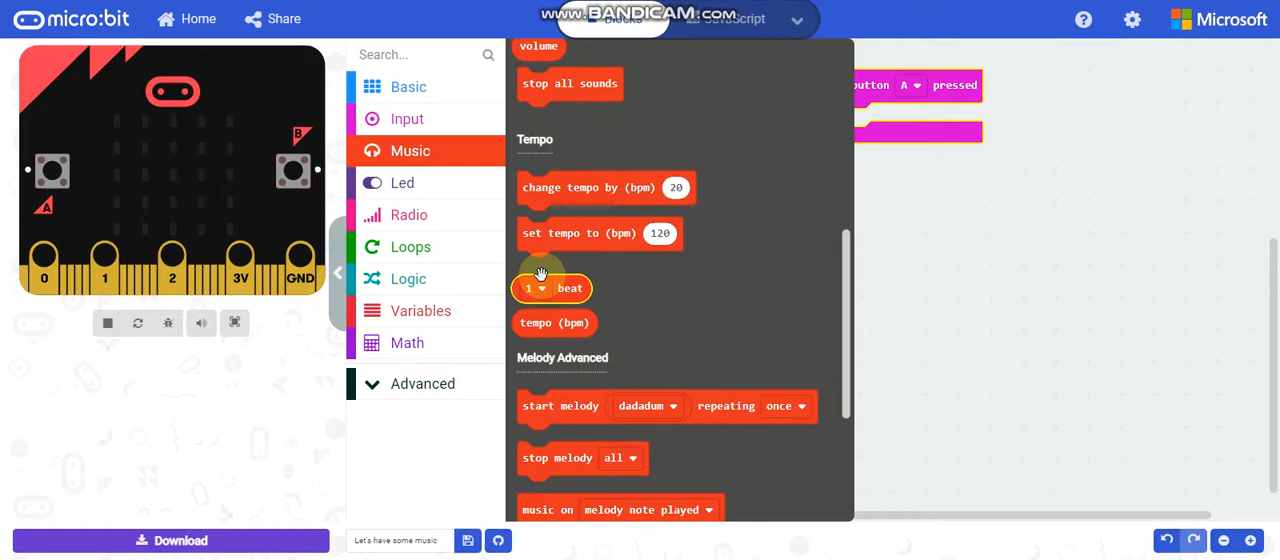 micro:bit
Home
Share
www.BANDICAM.com
Blocks
JavaScript
Microsoft
B
A
0
1
2
3V
GND
Download
Search...
Basic
Input
Music
Led
Radio
Loops
Logic
Variables
Math
Advanced
Let's have some music
volume
stop all sounds
Tempo
change tempo by (bpm) 20
set tempo to (bpm) 120
1 beat
tempo (bpm)
Melody Advanced
start melody dadadum repeating once
stop melody all
music on melody note played
button A pressed